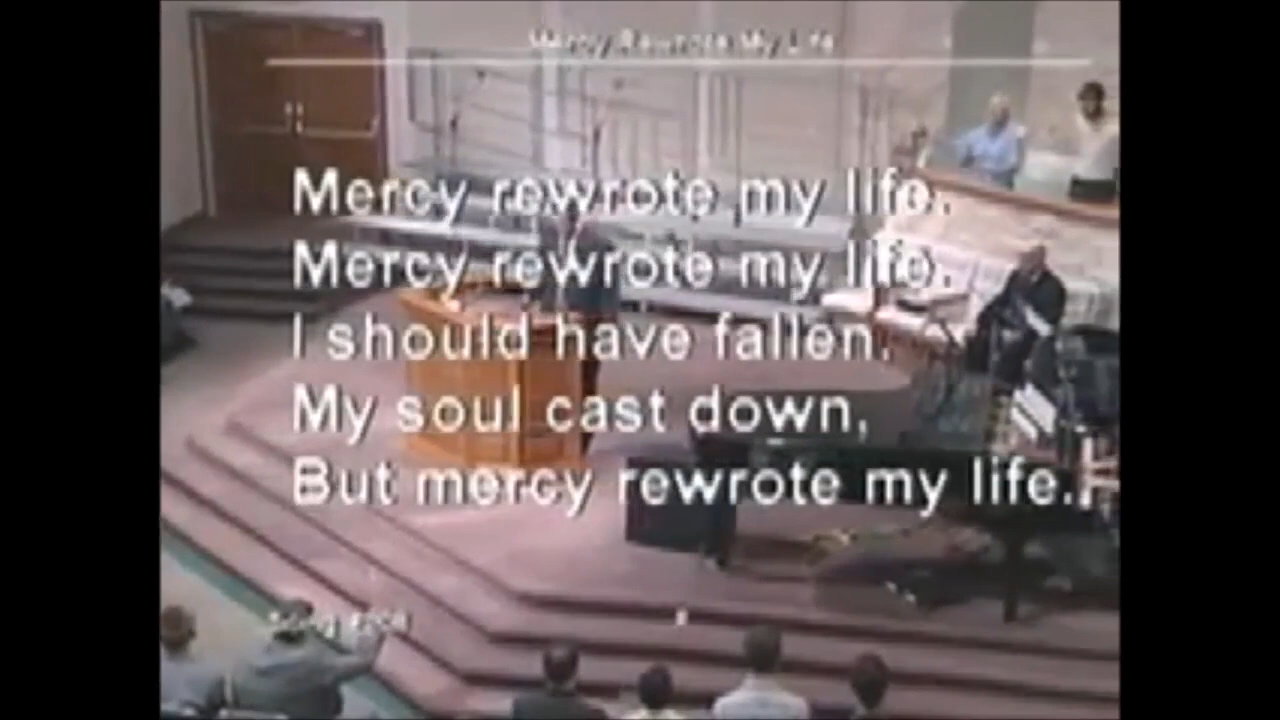 Mercy Rewrote My Life
Mercy rewrote my life.
Mercy rewrote my life.
I should have fallen.
My soul cast down,
But mercy rewrote my life.
Song